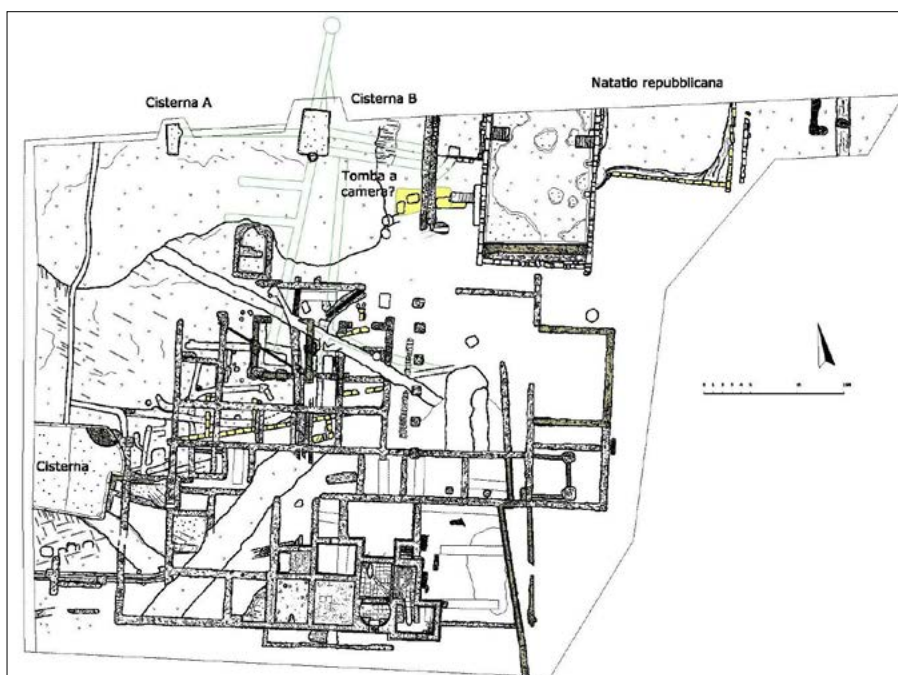 Natatio repubblicana
Cisterna A
Cisterna B
Tomba a
camera?
Cisterna